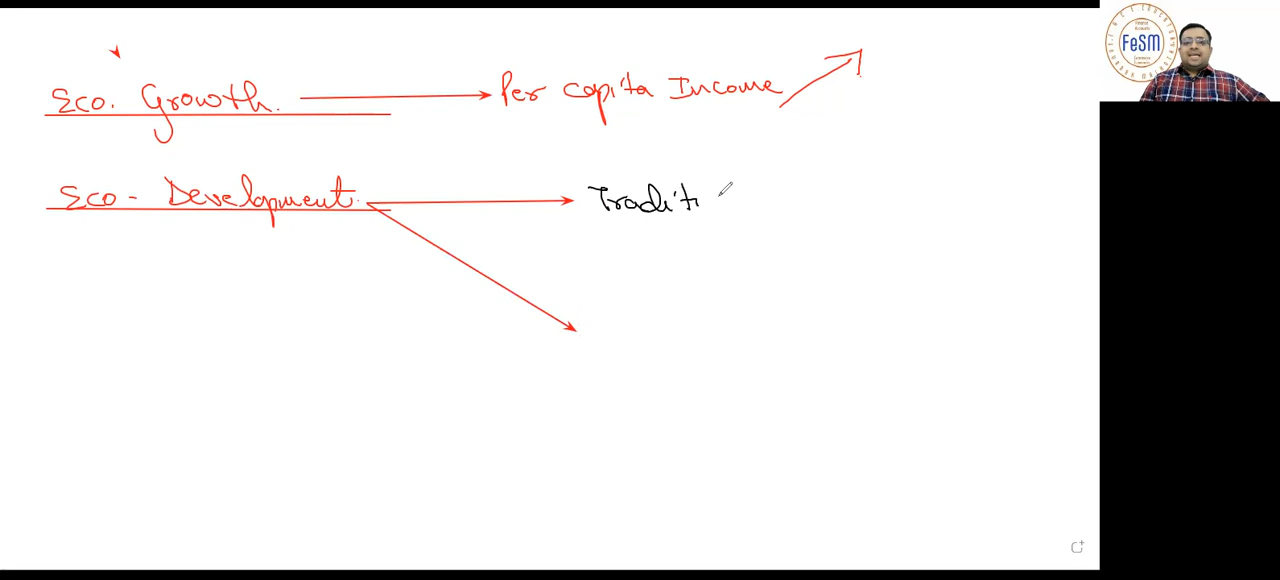 Eco. Growth. Per capita Income
Eco - Development. Traditi
FeSM